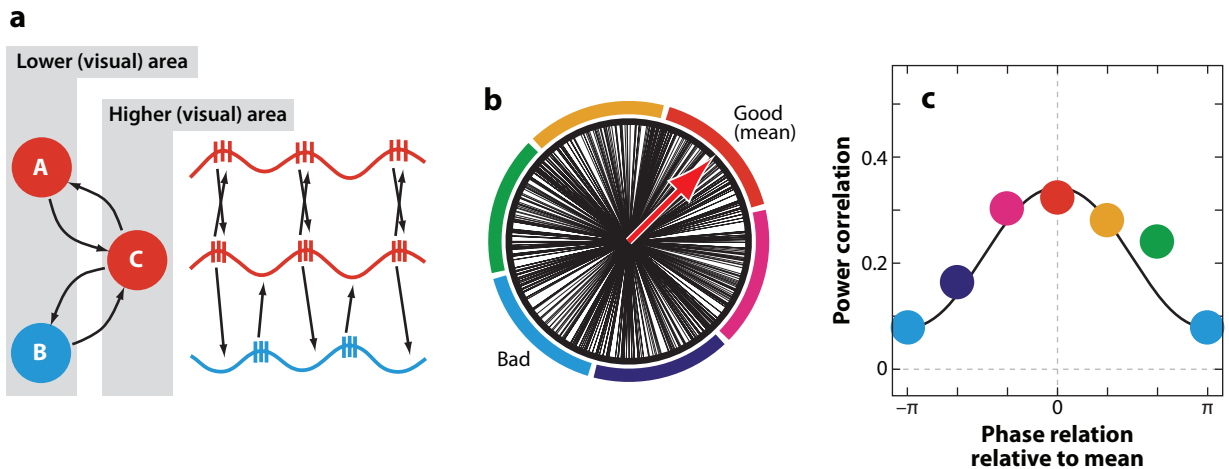 a
Lower (visual) area
Higher (visual) area
A
C
B
b
Good
(mean)
Bad
c
Power correlation
0.4
0.2
0
–π
0
π
Phase relation
relative to mean